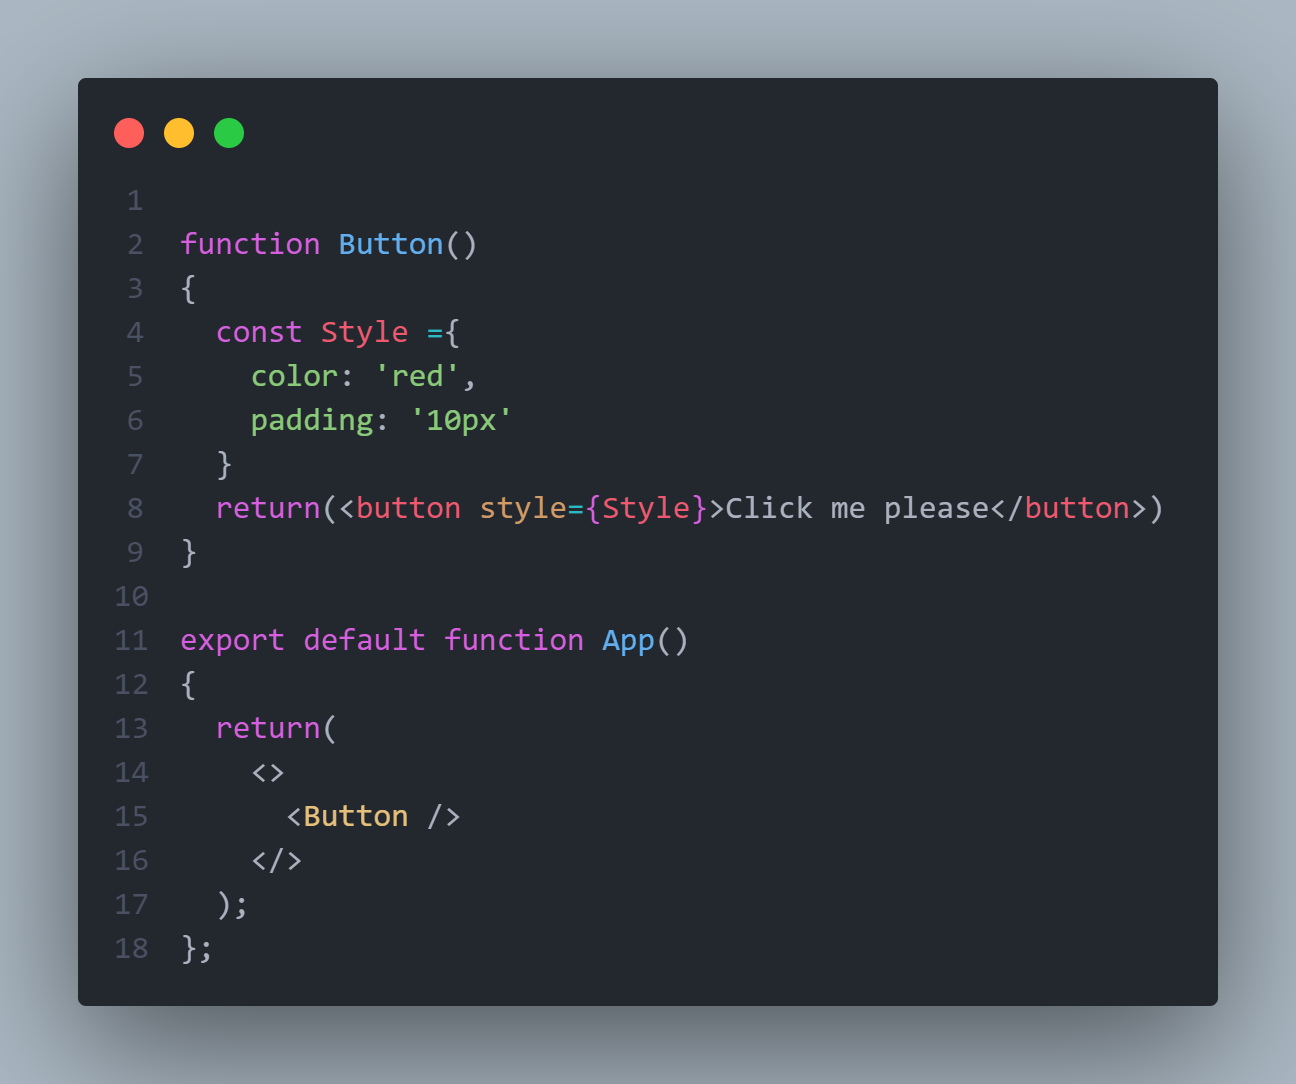 1
2 function Button()
3 {
4   const Style ={
5     color: 'red',
6     padding: '10px'
7   }
8   return(<button style={Style}>Click me please</button>)
9 }
10
11 export default function App()
12 {
13   return(
14     <>
15       <Button />
16     </>
17   );
18 };